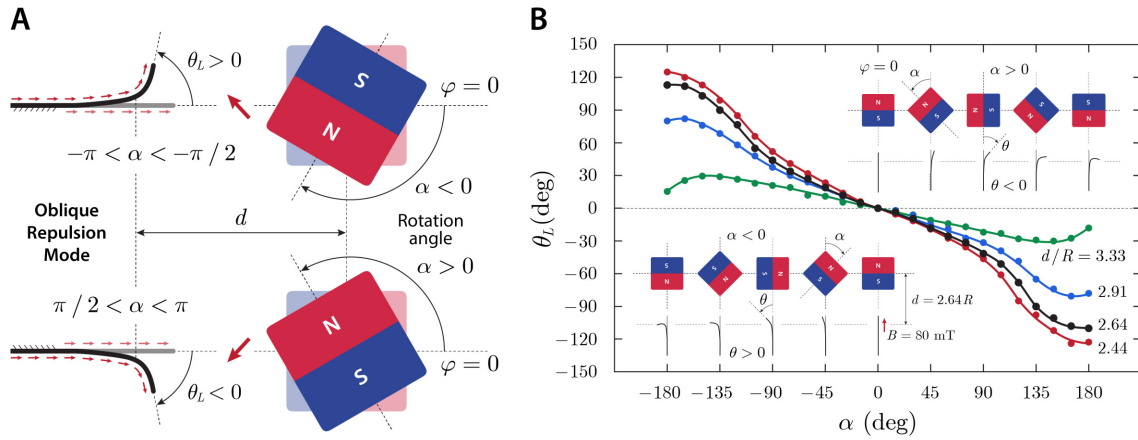 A
θ_L > 0
φ = 0
S
N
−π < α < −π / 2
α < 0
Oblique
Repulsion
Mode
d
Rotation
angle
α > 0
π / 2 < α < π
N
S
φ = 0
θ_L < 0
B
150
120
90
60
30
0
−30
−60
−90
−120
−150
θ_L (deg)
−180
−135
−90
−45
0
45
90
135
180
α (deg)
φ = 0
α
α > 0
N
S
N
S
N
S
S
N
S
N
θ
θ < 0
α < 0
α
S
N
S
N
S
N
N
S
N
S
θ
θ > 0
d = 2.64R
B = 80 mT
d/R = 3.33
2.91
2.64
2.44